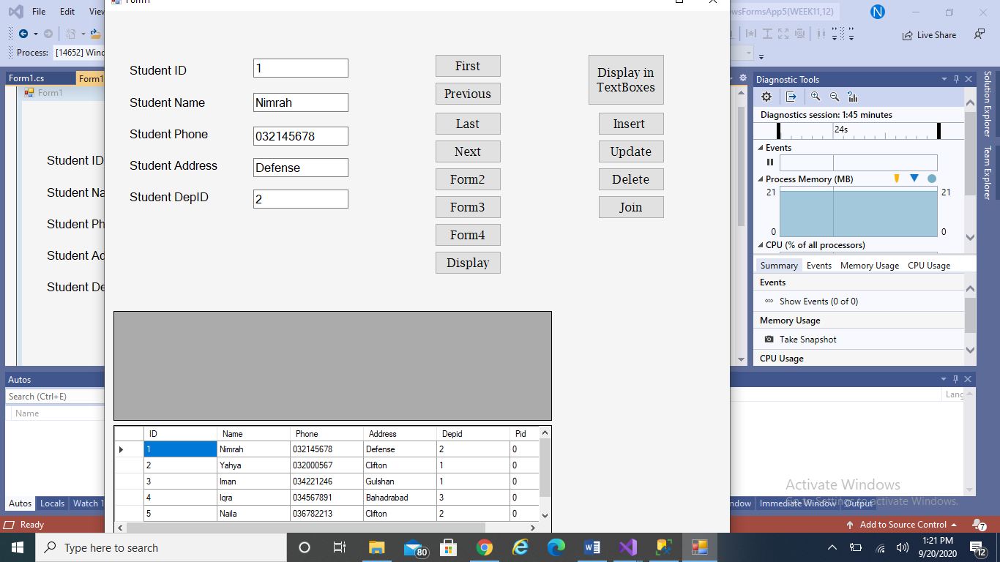 File Edit View
owsFormsApp5(WEEK11,12)
N
Live Share
Process: [14652] Wind
Form1.cs Form1
Form1
Student ID
Student Na
Student Ph
Student Ad
Student De
Form1
Student ID 1
Student Name Nimrah
Student Phone 032145678
Student Address Defense
Student DepID 2
First
Previous
Last
Next
Form2
Form3
Form4
Display
Display in
TextBoxes
Insert
Update
Delete
Join
ID Name Phone Address Depid Pid
1 Nimrah 032145678 Defense 2 0
2 Yahya 032000567 Clifton 1 0
3 Iman 034221246 Gulshan 1 0
4 Iqra 034567891 Bahadrabad 3 0
5 Naila 036782213 Clifton 2 0
Diagnostic Tools
Diagnostics session: 1:45 minutes
24s
Events
Process Memory (MB)
21 21
0 0
CPU (% of all processors)
Summary Events Memory Usage CPU Usage
Events
Show Events (0 of 0)
Memory Usage
Take Snapshot
CPU Usage
Solution Explorer
Team Explorer
Autos
Search (Ctrl+E)
Name
Lang
Autos Locals Watch 1
ndow Immediate Window Output
Activate Windows
Go to Settings to activate Windows.
Ready
Add to Source Control
7
Type here to search
80
1:21 PM
9/20/2020
12